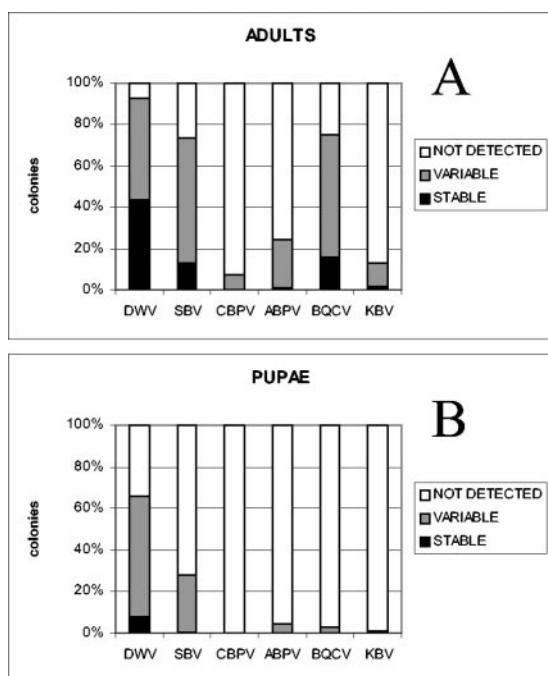 ADULTS
A
100%
80%
60%
40%
20%
0%
colonies
DWV SBV CBPV ABPV BQCV KBV
NOT DETECTED
VARIABLE
STABLE
PUPAE
B
100%
80%
60%
40%
20%
0%
colonies
DWV SBV CBPV ABPV BQCV KBV
NOT DETECTED
VARIABLE
STABLE